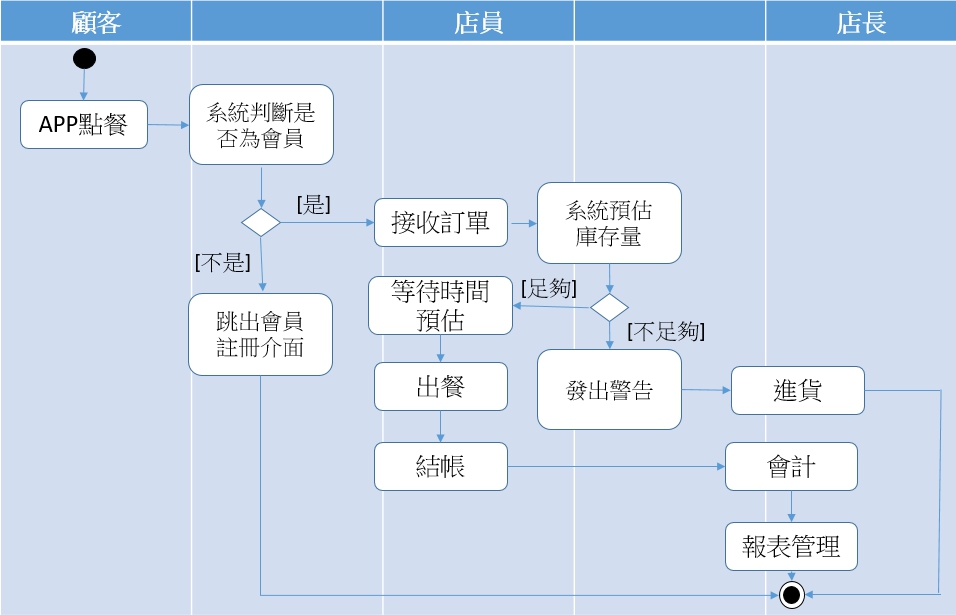 顧客
店員
店長
APP點餐
系統判斷是
否為會員
[是]
[不是]
接收訂單
系統預估
庫存量
[足夠]
[不足夠]
等待時間
預估
跳出會員
註冊介面
出餐
發出警告
進貨
結帳
會計
報表管理